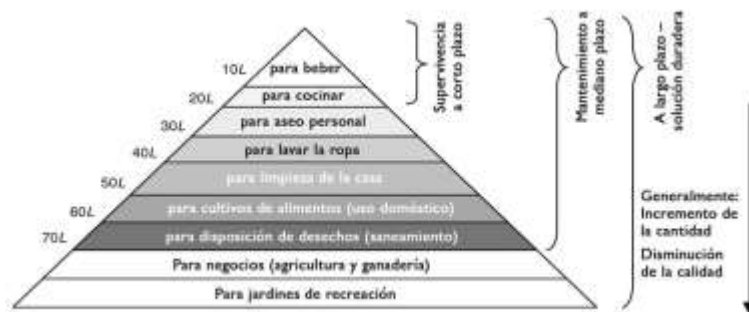 10L
para beber
20L
para cocinar
30L
para aseo personal
40L
para lavar la ropa
50L
para limpieza de la casa
60L
para cultivos de alimentos (uso doméstico)
70L
para disposición de desechos (saneamiento)
Para negocios (agricultura y ganadería)
Para jardines de recreación
Supervivencia
a corto plazo
Mantenimiento a
mediano plazo
A largo plazo –
solución duradera
Generalmente:
Incremento de
la cantidad
Disminución
de la calidad